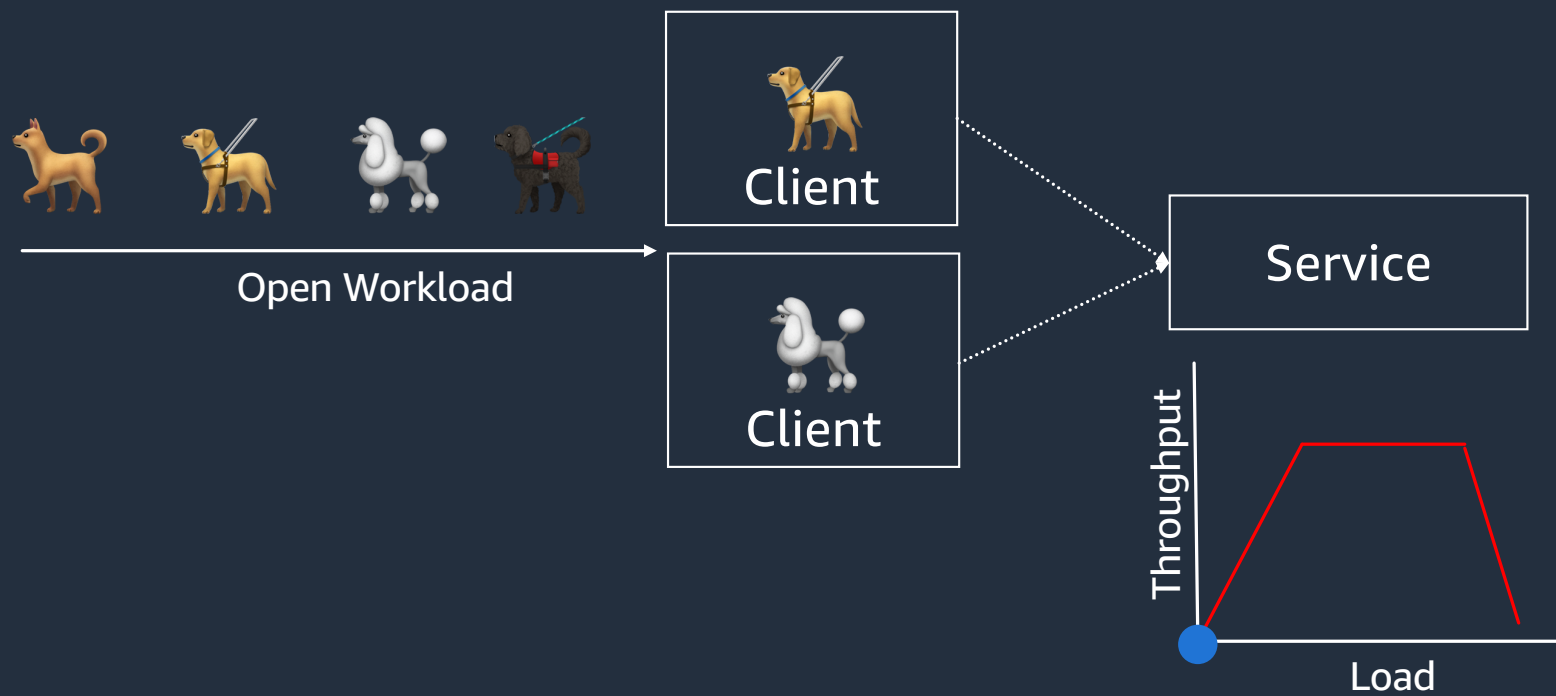 Client
Open Workload
Service
Client
Throughput
Load